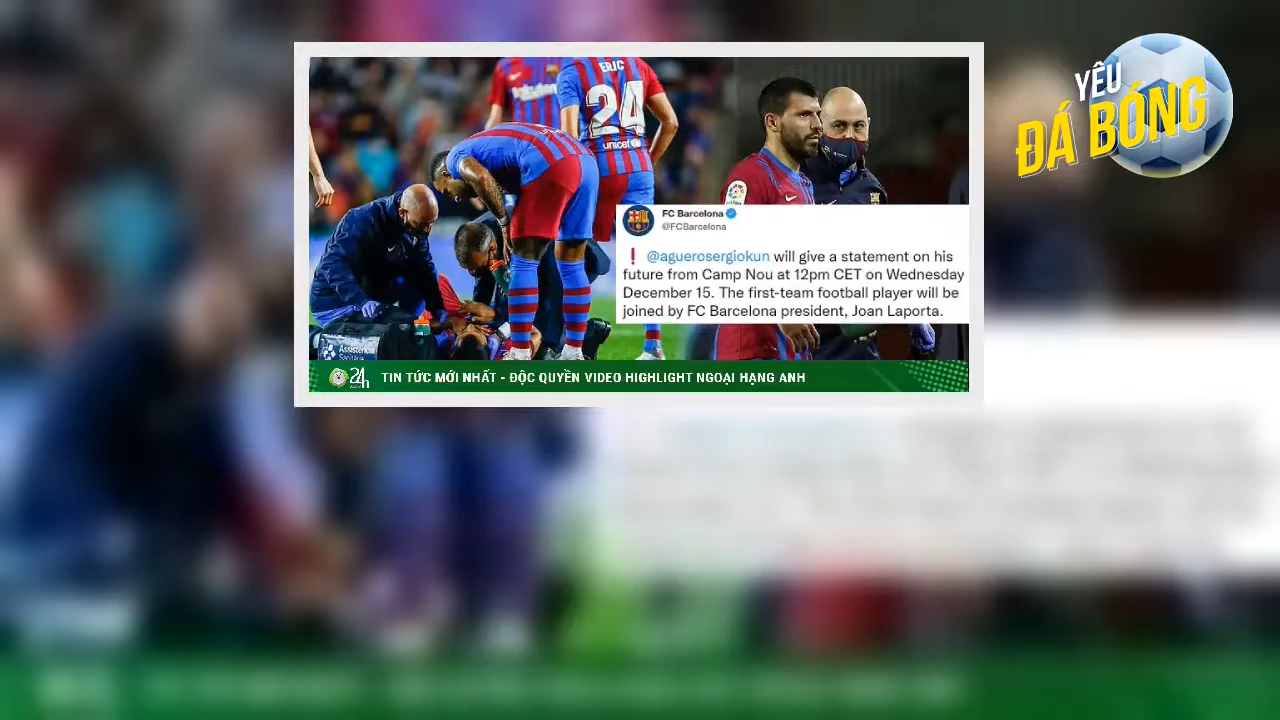 YÊU
ĐÁ BÓNG
ERIC
24
unicef
FC Barcelona
@FCBarcelona
❗ @aguerosergiokun will give a statement on his
future from Camp Nou at 12pm CET on Wednesday
December 15. The first-team football player will be
joined by FC Barcelona president, Joan Laporta.
Assistència
Sanitària
24h
TIN TỨC MỚI NHẤT - ĐỘC QUYỀN VIDEO HIGHLIGHT NGOẠI HẠNG ANH